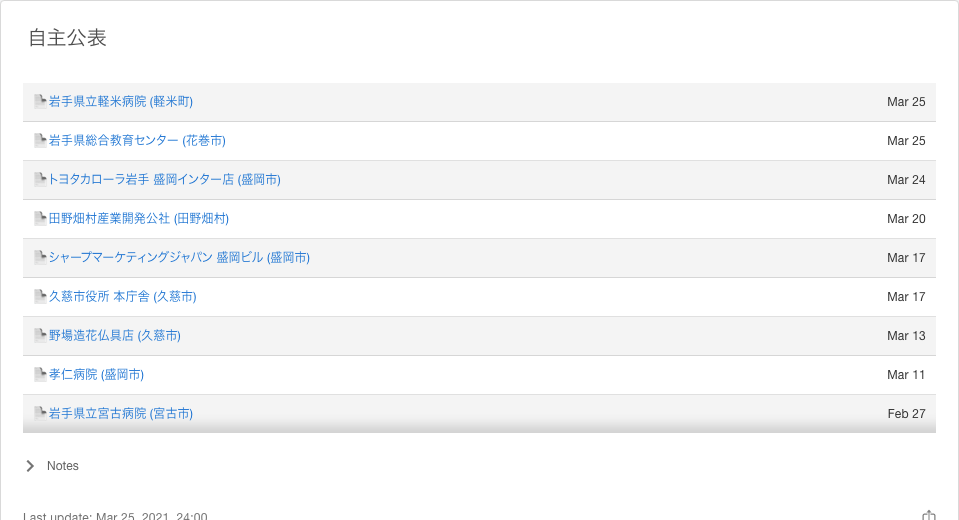 自主公表
岩手県立軽米病院 (軽米町) Mar 25
岩手県総合教育センター (花巻市) Mar 25
トヨタカローラ岩手 盛岡インター店 (盛岡市) Mar 24
田野畑村産業開発公社 (田野畑村) Mar 20
シャープマーケティングジャパン 盛岡ビル (盛岡市) Mar 17
久慈市役所 本庁舎 (久慈市) Mar 17
野場造花仏具店 (久慈市) Mar 13
孝仁病院 (盛岡市) Mar 11
岩手県立宮古病院 (宮古市) Feb 27
Notes
Last update: Mar 25, 2021, 24:00